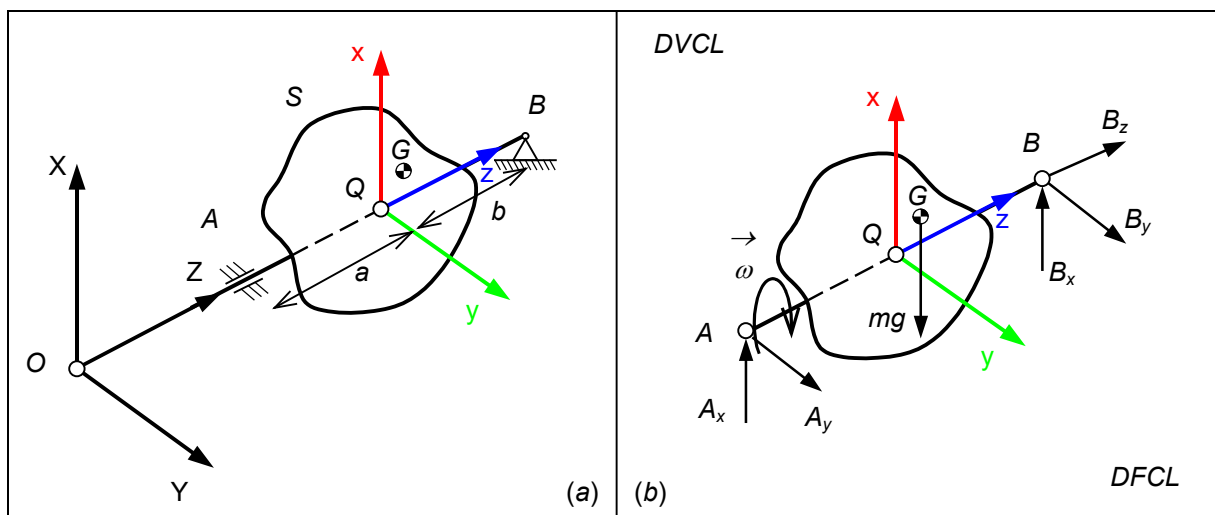 x
S
B
X
G
z
Q
b
A
Z
a
y
O
Y
(a)
DVCL
x
B
B_z
G
z
Q
B_y
→
ω
B_x
A
mg
y
A_x
A_y
(b)
DFCL